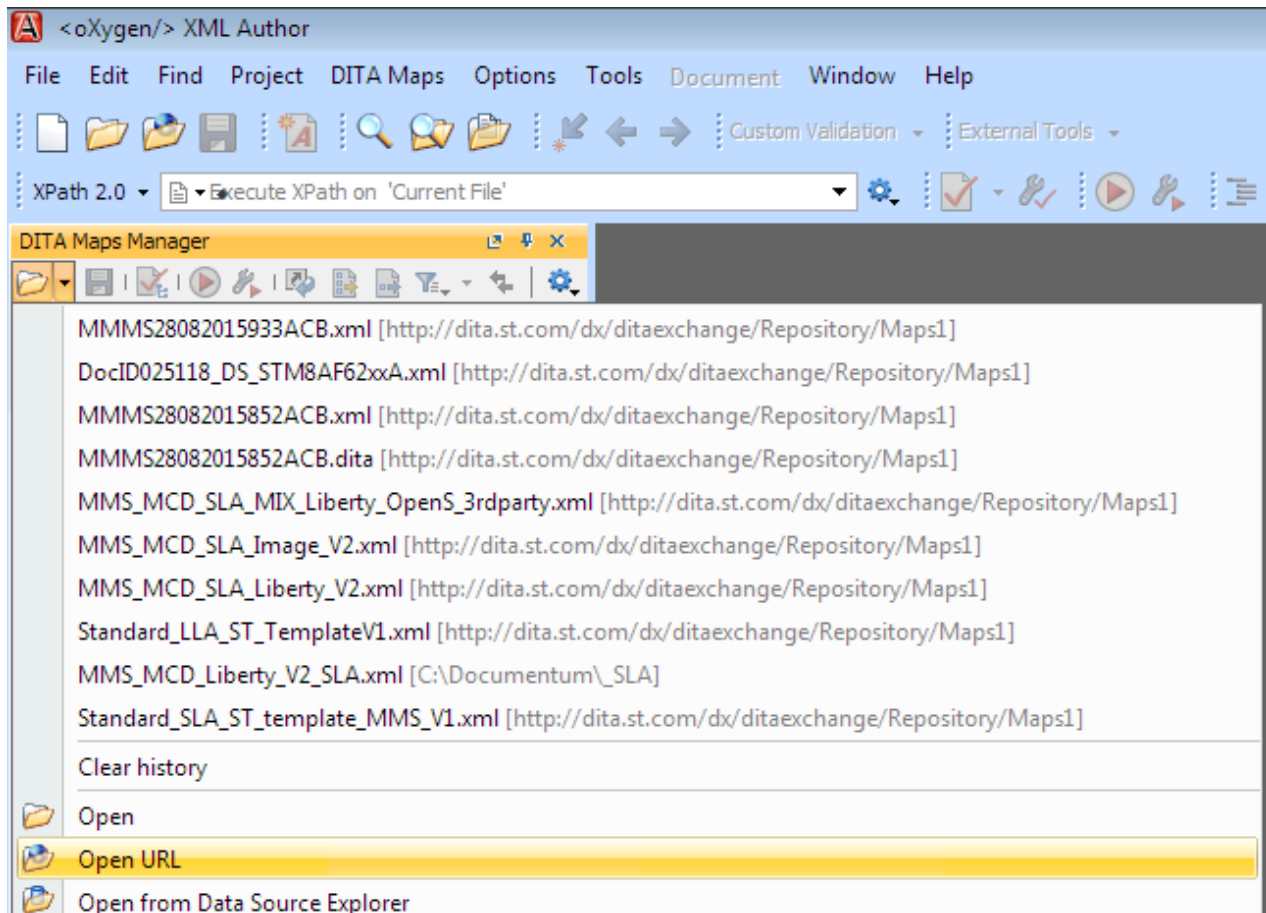 <oXygen/> XML Author
File Edit Find Project DITA Maps Options Tools Document Window Help
Custom Validation External Tools
XPath 2.0 Execute XPath on 'Current File'
DITA Maps Manager
MMMS28082015933ACB.xml [http://dita.st.com/dx/ditaexchange/Repository/Maps1]
DocID025118_DS_STM8AF62xxA.xml [http://dita.st.com/dx/ditaexchange/Repository/Maps1]
MMMS28082015852ACB.xml [http://dita.st.com/dx/ditaexchange/Repository/Maps1]
MMMS28082015852ACB.dita [http://dita.st.com/dx/ditaexchange/Repository/Maps1]
MMS_MCD_SLA_MIX_Liberty_OpenS_3rdparty.xml [http://dita.st.com/dx/ditaexchange/Repository/Maps1]
MMS_MCD_SLA_Image_V2.xml [http://dita.st.com/dx/ditaexchange/Repository/Maps1]
MMS_MCD_SLA_Liberty_V2.xml [http://dita.st.com/dx/ditaexchange/Repository/Maps1]
Standard_LLA_ST_TemplateV1.xml [http://dita.st.com/dx/ditaexchange/Repository/Maps1]
MMS_MCD_Liberty_V2_SLA.xml [C:\Documentum\_SLA]
Standard_SLA_ST_template_MMS_V1.xml [http://dita.st.com/dx/ditaexchange/Repository/Maps1]
Clear history
Open
Open URL
Open from Data Source Explorer